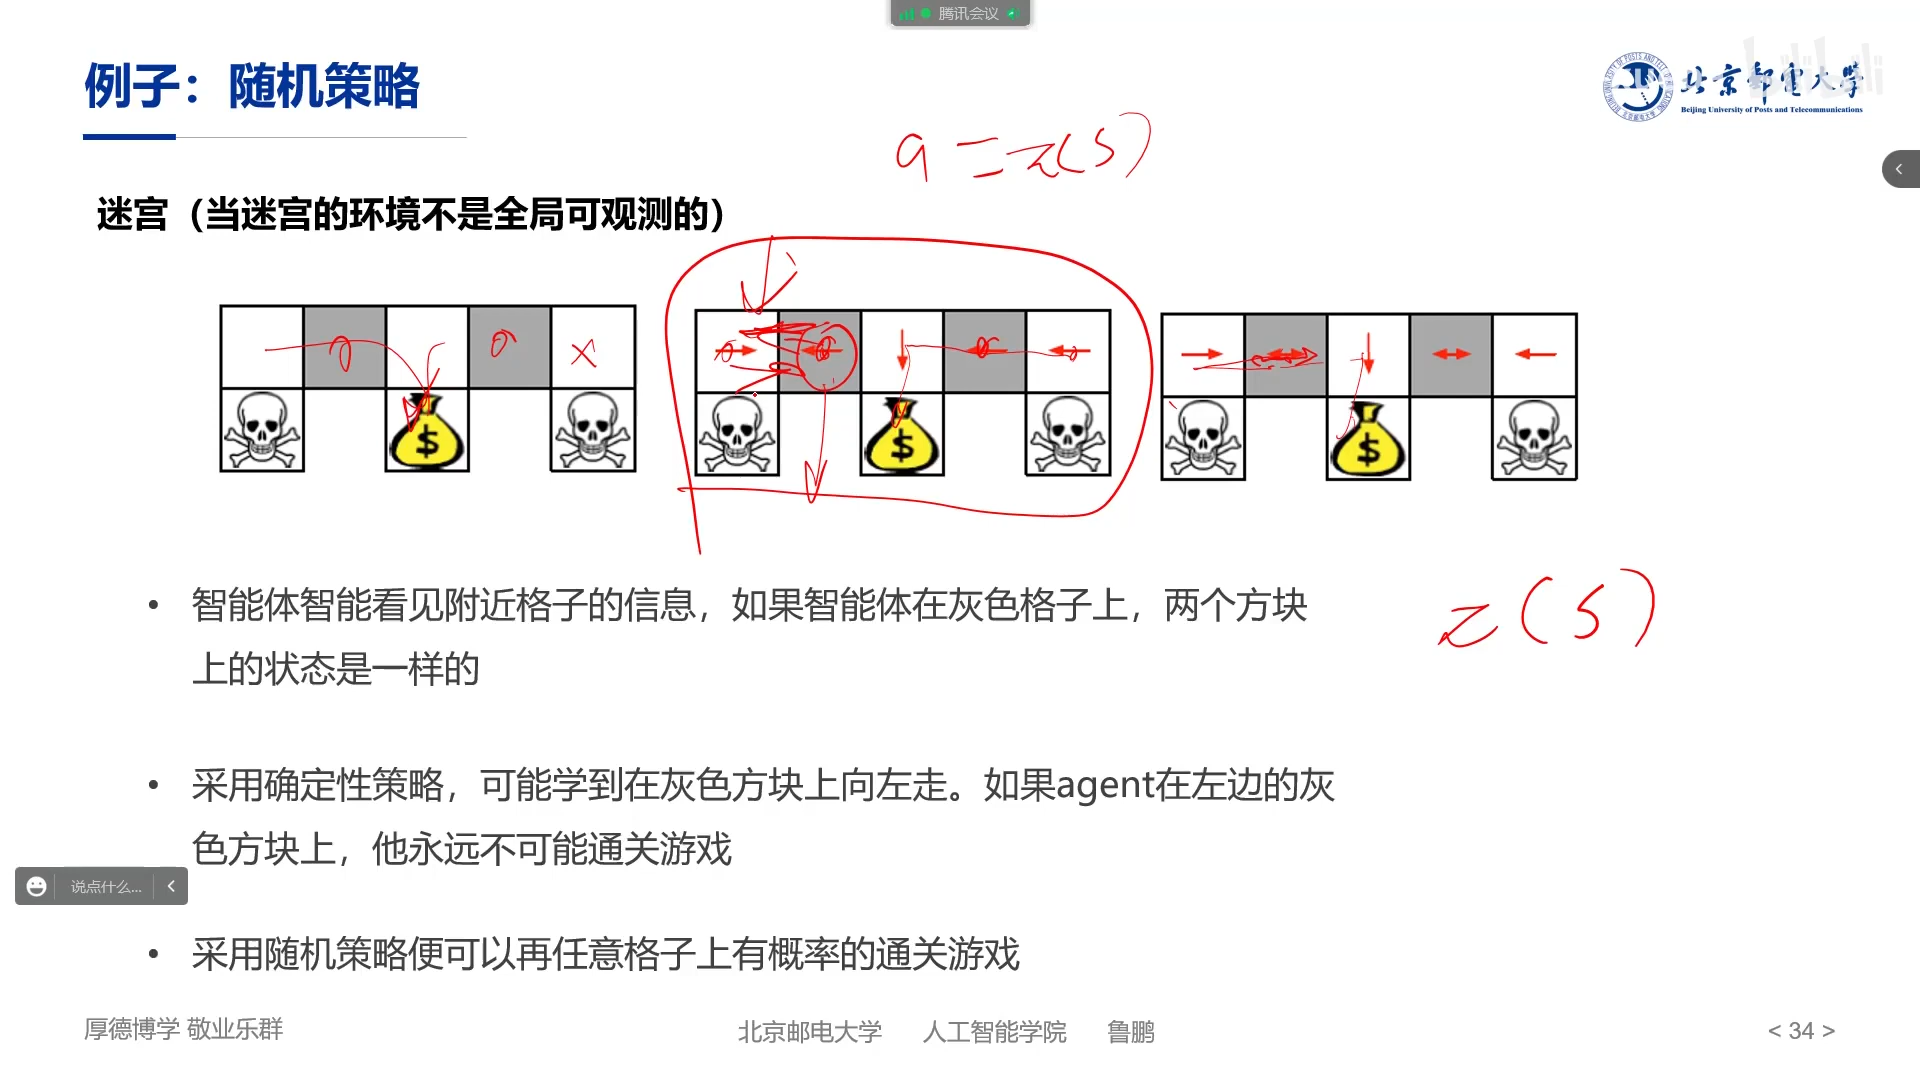 腾讯会议
例子：随机策略
北京邮电大学
Beijing University of Posts and Telecommunications
a = π(s)
迷宫（当迷宫的环境不是全局可观测的）
$ $ $
• 智能体智能看见附近格子的信息，如果智能体在灰色格子上，两个方块
上的状态是一样的
π(s)
• 采用确定性策略，可能学到在灰色方块上向左走。如果agent在左边的灰
色方块上，他永远不可能通关游戏
说点什么...
• 采用随机策略便可以再任意格子上有概率的通关游戏
厚德博学 敬业乐群
北京邮电大学 人工智能学院 鲁鹏
< 34 >